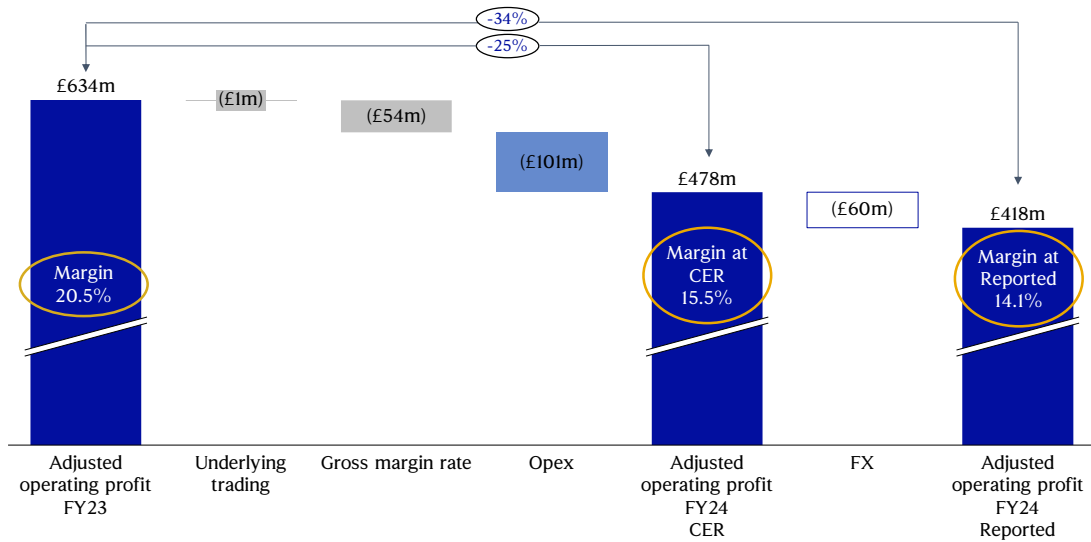 -34%
-25%
£634m
(£1m)
(£54m)
(£101m)
£478m
(£60m)
£418m
Margin
20.5%
Margin at
CER
15.5%
Margin at
Reported
14.1%
Adjusted
operating profit
FY23
Underlying
trading
Gross margin rate
Opex
Adjusted
operating profit
FY24
CER
FX
Adjusted
operating profit
FY24
Reported